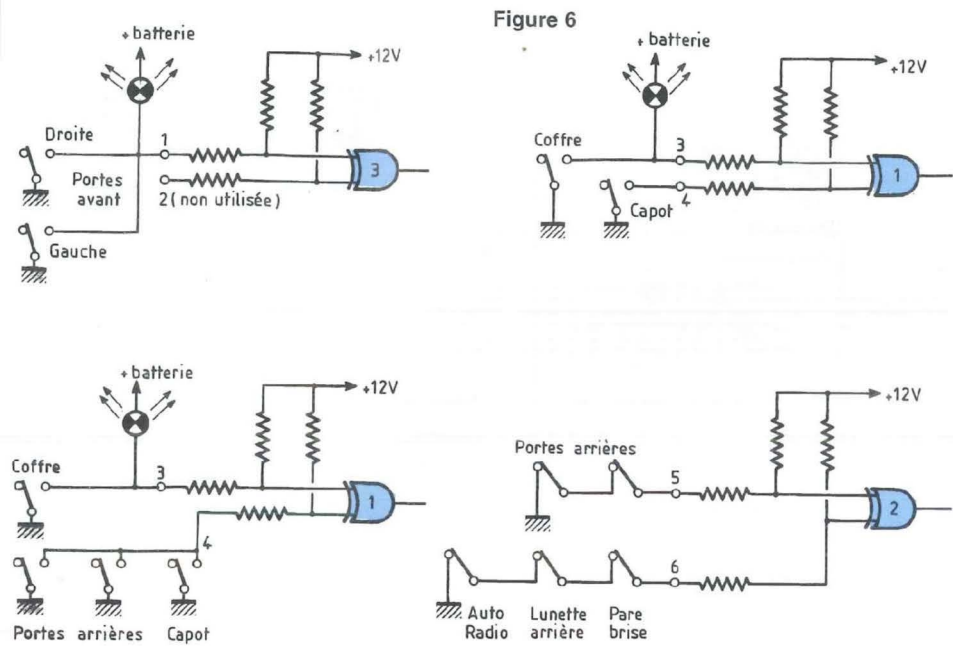 Figure 6
+ batterie
+12V
Droite
1
Portes
avant
2 (non utilisée)
3
Gauche
+ batterie
+12V
Coffre
3
Capot
4
1
+ batterie
+12V
Coffre
3
4
1
Portes arrières Capot
+12V
Portes arrières
5
2
6
Auto
Radio
Lunette
arrière
Pare
brise